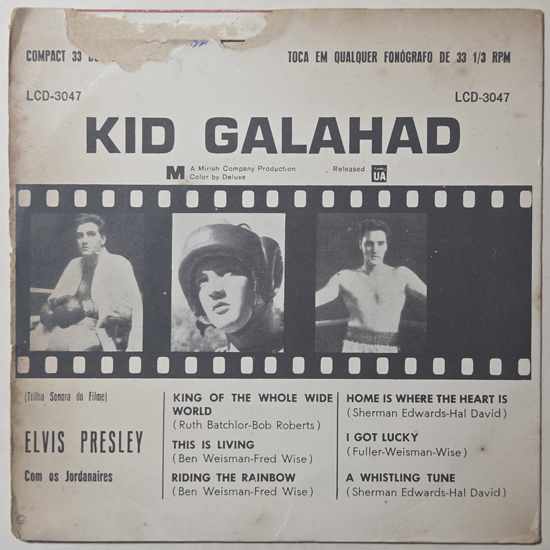 COMPACT 33
TOCA EM QUALQUER FONÓGRAFO DE 33 1/3 RPM
LCD-3047
LCD-3047
KID GALAHAD
M A Mirish Company Production
Color by Deluxe
Released
UA
(Trilha Sonora do Filme)
ELVIS PRESLEY
Com os Jordanaires
KING OF THE WHOLE WIDE
WORLD
(Ruth Batchlor-Bob Roberts)
THIS IS LIVING
(Ben Weisman-Fred Wise)
RIDING THE RAINBOW
(Ben Weisman-Fred Wise)
HOME IS WHERE THE HEART IS
(Sherman Edwards-Hal David)
I GOT LUCKY
(Fuller-Weisman-Wise)
A WHISTLING TUNE
(Sherman Edwards-Hal David)